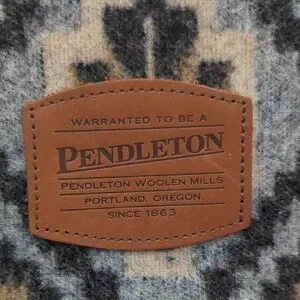 WARRANTED TO BE A
PENDLETON
PENDLETON WOOLEN MILLS
PORTLAND, OREGON
SINCE 1863